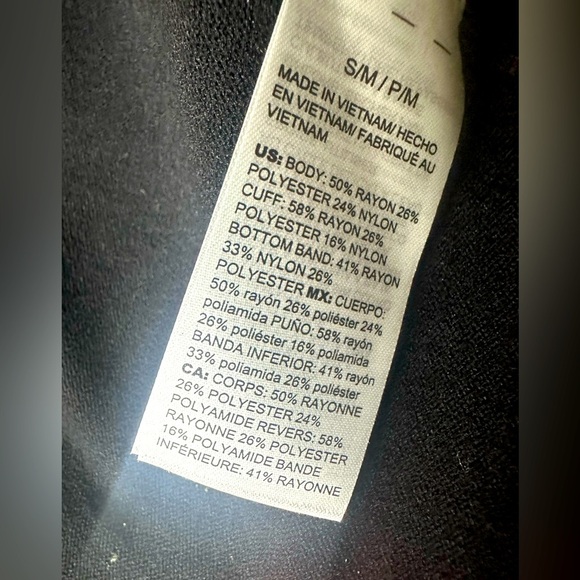 S/M / P/M
MADE IN VIETNAM/ HECHO
EN VIETNAM/ FABRIQUÉ AU
VIETNAM
US: BODY: 50% RAYON 26%
POLYESTER 24% NYLON
CUFF: 58% RAYON 26%
POLYESTER 16% NYLON
BOTTOM BAND: 41% RAYON
33% NYLON 26%
POLYESTER MX: CUERPO:
50% rayón 26% poliéster 24%
poliamida PUÑO: 58% rayón
26% poliéster 16% poliamida
BANDA INFERIOR: 41% rayón
33% poliamida 26% poliéster
CA: CORPS: 50% RAYONNE
26% POLYESTER 24%
POLYAMIDE REVERS: 58%
RAYONNE 26% POLYESTER
16% POLYAMIDE BANDE
INFÉRIEURE: 41% RAYONNE